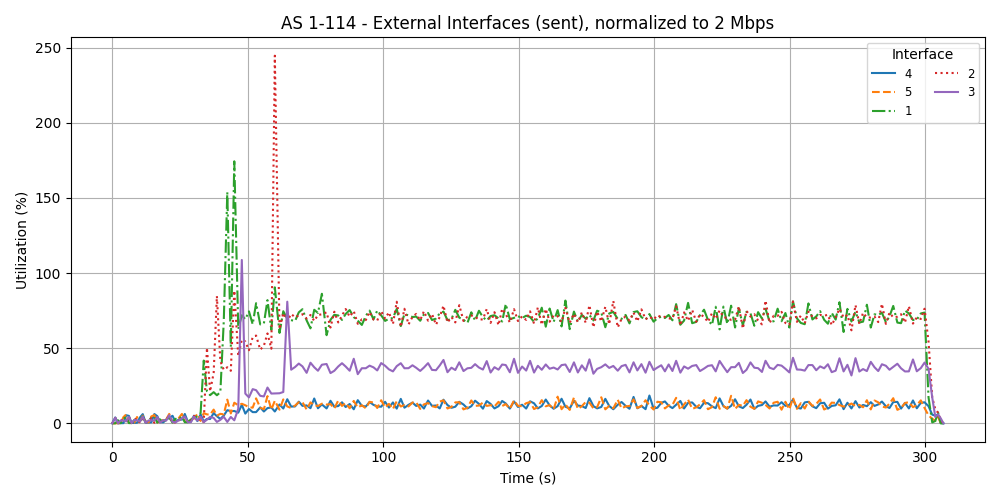 AS 1-114 - External Interfaces (sent), normalized to 2 Mbps
Interface
4
5
1
2
3
Utilization (%)
250
200
150
100
50
0
0 50 100 150 200 250 300
Time (s)